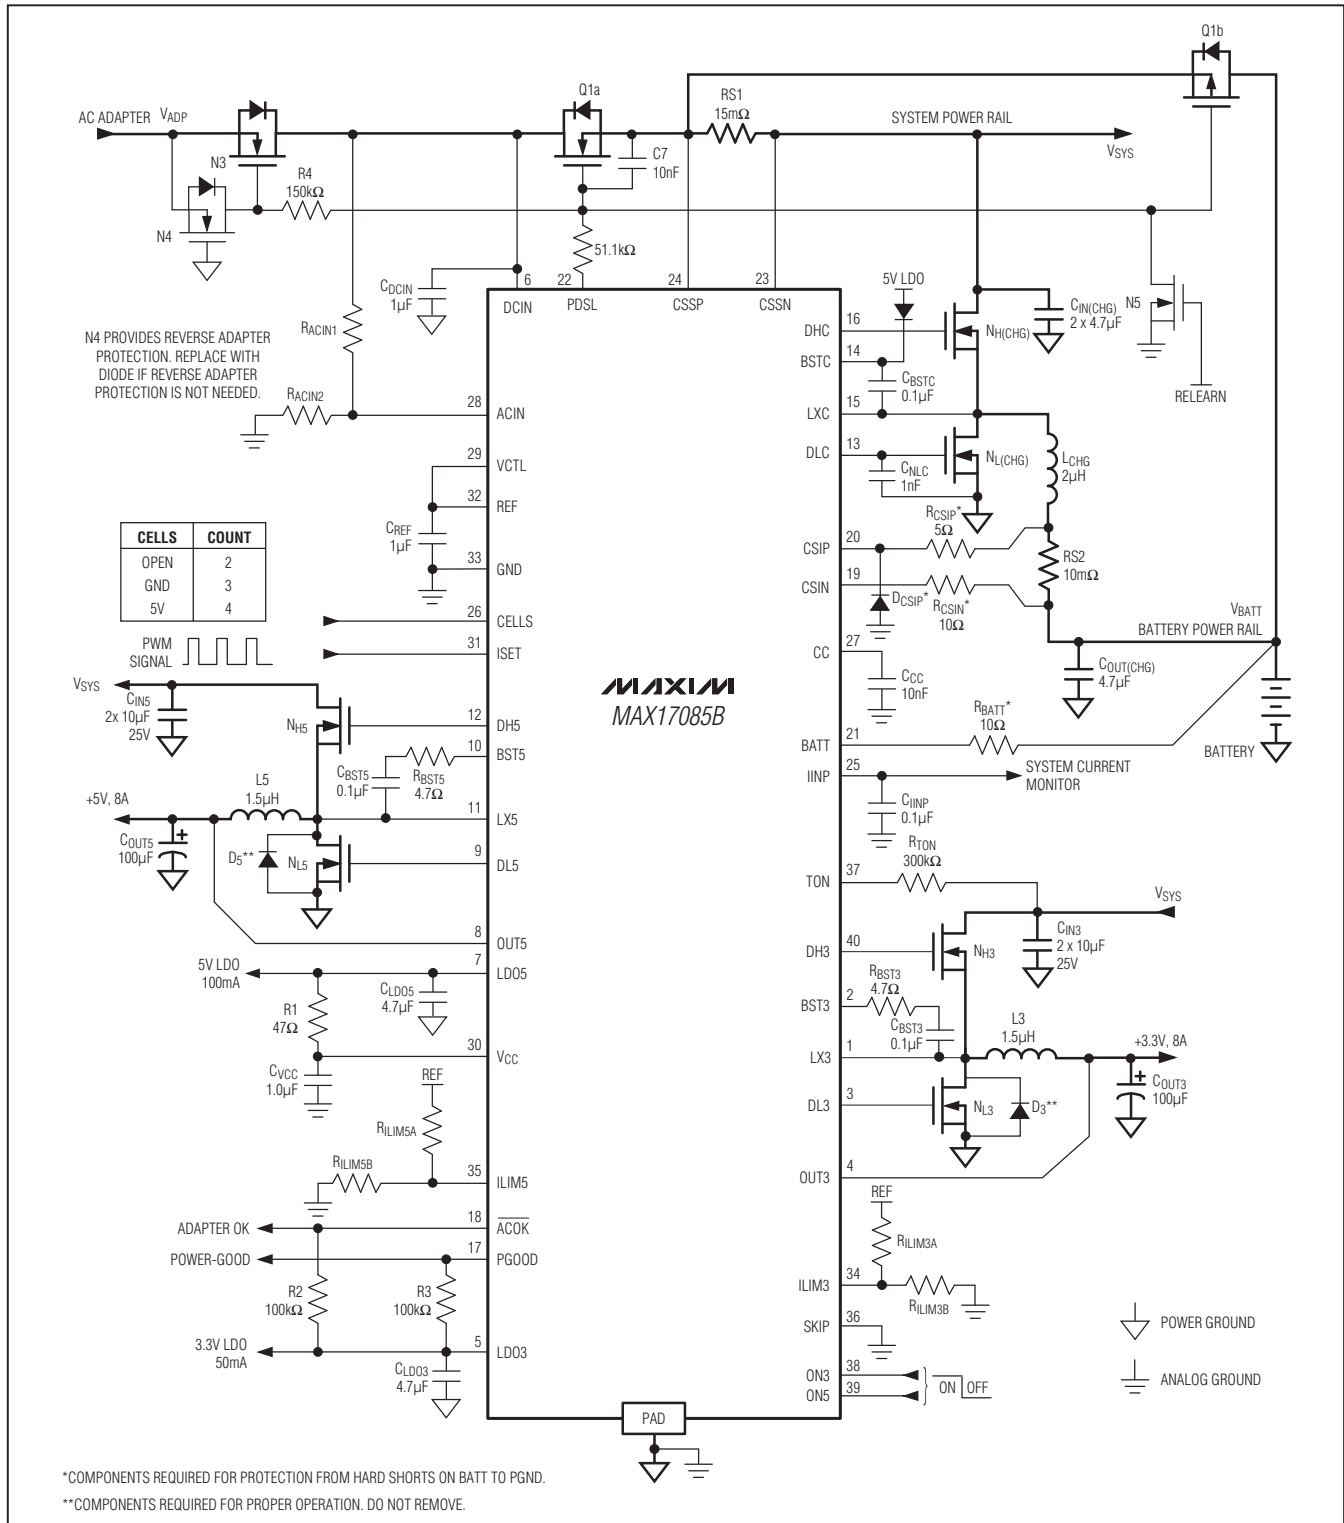 Q1b
AC ADAPTER
VADP
Q1a
RS1
15mΩ
SYSTEM POWER RAIL
VSYS
C7
10nF
N3
R4
150kΩ
N4
51.1kΩ
CDCIN
1µF
6
22
24
23
DCIN
PDSL
CSSP
CSSN
5V LDO
N5
RELEARN
CIN(CHG)
2 x 4.7µF
RACIN1
N4 PROVIDES REVERSE ADAPTER
PROTECTION. REPLACE WITH
DIODE IF REVERSE ADAPTER
PROTECTION IS NOT NEEDED.
RACIN2
28
ACIN
29
VCTL
32
REF
CREF
1µF
33
GND
CELLS COUNT
OPEN 2
GND 3
5V 4
PWM
SIGNAL
26
CELLS
31
ISET
DHC
16
NH(CHG)
BSTC
14
CBSTC
0.1µF
LXC
15
DLC
13
NL(CHG)
CNLC
1nF
LCHG
2µH
RCSIP*
5Ω
CSIP
20
CSIN
19
DCSIP*
RCSIN*
10Ω
RS2
10mΩ
VBATT
BATTERY POWER RAIL
CC
27
CCC
10nF
COUT(CHG)
4.7µF
BATTERY
RBATT*
10Ω
BATT
21
IINP
25
SYSTEM CURRENT
MONITOR
CIINP
0.1µF
MAXIM
MAX17085B
VSYS
CIN5
2x 10µF
25V
NH5
12
DH5
10
BST5
CBST5
0.1µF
RBST5
4.7Ω
L5
1.5µH
+5V, 8A
11
LX5
COUT5
100µF
+
D5**
NL5
9
DL5
8
OUT5
5V LDO
100mA
7
LDO5
CLDO5
4.7µF
R1
47Ω
30
VCC
CVCC
1.0µF
REF
RILIM5A
RILIM5B
35
ILIM5
ADAPTER OK
18
ACOK
POWER-GOOD
17
PGOOD
R2
100kΩ
R3
100kΩ
3.3V LDO
50mA
5
LDO3
CLDO3
4.7µF
RTON
300kΩ
TON
37
VSYS
CIN3
2 x 10µF
25V
DH3
40
NH3
RBST3
4.7Ω
BST3
2
CBST3
0.1µF
L3
1.5µH
LX3
1
+3.3V, 8A
COUT3
100µF
+
DL3
3
NL3
D3**
OUT3
4
REF
RILIM3A
ILIM3
34
RILIM3B
SKIP
36
ON3
38
ON5
39
ON OFF
POWER GROUND
ANALOG GROUND
PAD
*COMPONENTS REQUIRED FOR PROTECTION FROM HARD SHORTS ON BATT TO PGND.
**COMPONENTS REQUIRED FOR PROPER OPERATION. DO NOT REMOVE.